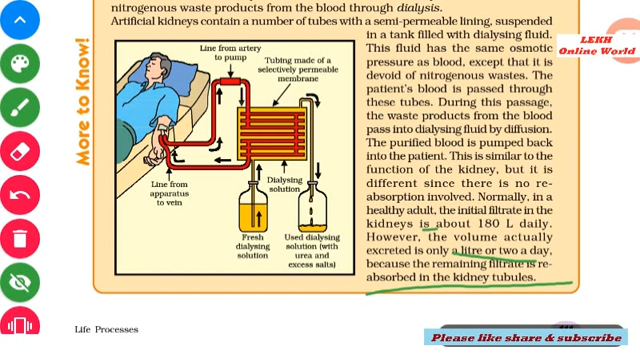 nitrogenous waste products from the blood through dialysis.
Artificial kidneys contain a number of tubes with a semi-permeable lining, suspended
in a tank filled with dialysing fluid.
This fluid has the same osmotic
pressure as blood, except that it is
devoid of nitrogenous wastes. The
patient's blood is passed through
these tubes. During this passage,
the waste products from the blood
pass into dialysing fluid by diffusion.
The purified blood is pumped back
into the patient. This is similar to the
function of the kidney, but it is
different since there is no re-
absorption involved. Normally, in a
healthy adult, the initial filtrate in the
kidneys is about 180 L daily.
However, the volume actually
excreted is only a litre or two a day,
because the remaining filtrate is re-
absorbed in the kidney tubules.
More to Know!
Line from artery
to pump
Tubing made of a
selectively permeable
membrane
Line from
apparatus
to vein
Dialysing
solution
Fresh
dialysing
solution
Used dialysing
solution (with
urea and
excess salts)
LEKH
Online World
Life Processes
Please like share & subscribe